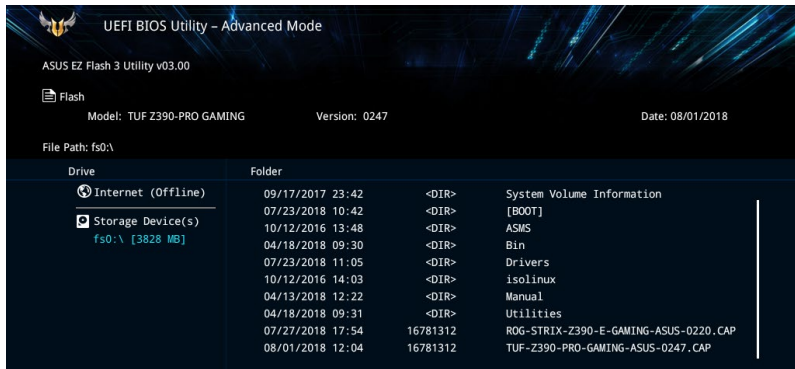 UEFI BIOS Utility – Advanced Mode
ASUS EZ Flash 3 Utility v03.00
Flash
Model: TUF Z390-PRO GAMING Version: 0247 Date: 08/01/2018
File Path: fs0:\
Drive Folder
Internet (Offline)
Storage Device(s)
fs0:\ [3828 MB]
09/17/2017 23:42 <DIR> System Volume Information
07/23/2018 10:42 <DIR> [BOOT]
10/12/2016 13:48 <DIR> ASMS
04/18/2018 09:30 <DIR> Bin
07/23/2018 11:05 <DIR> Drivers
10/12/2016 14:03 <DIR> isolinux
04/13/2018 12:22 <DIR> Manual
04/18/2018 09:31 <DIR> Utilities
07/27/2018 17:54 16781312 ROG-STRIX-Z390-E-GAMING-ASUS-0220.CAP
08/01/2018 12:04 16781312 TUF-Z390-PRO-GAMING-ASUS-0247.CAP